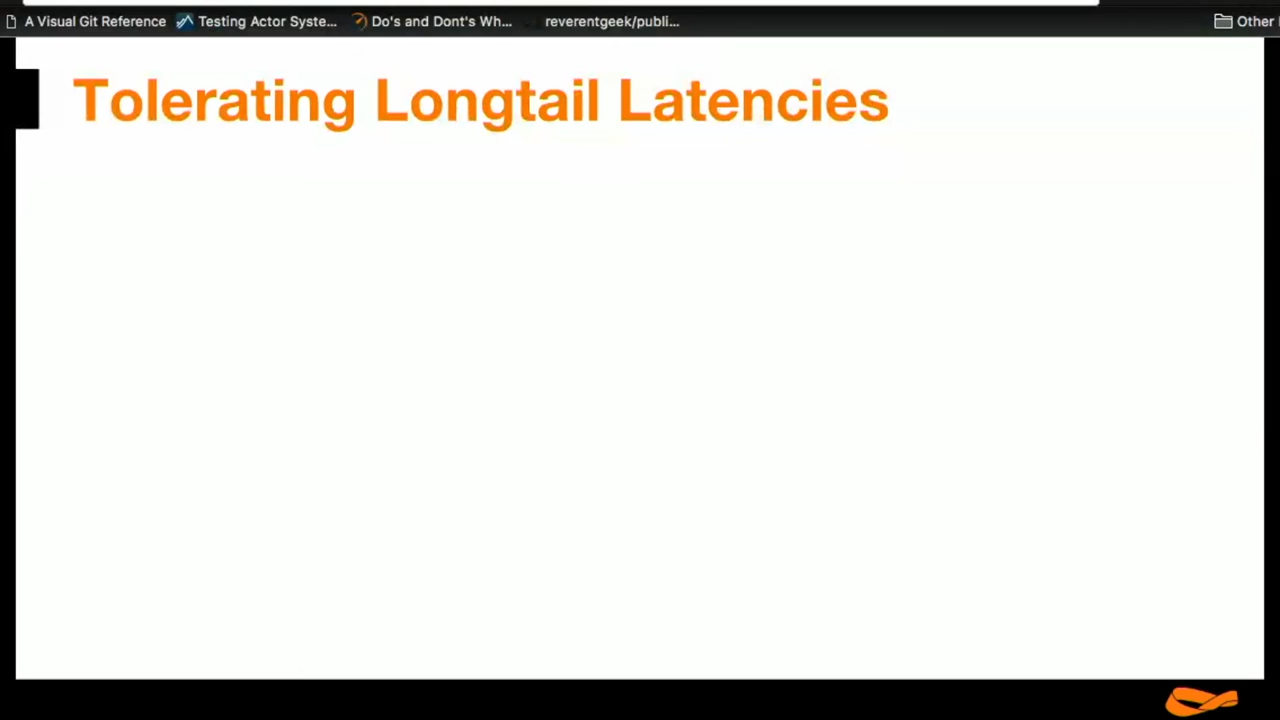 A Visual Git Reference Testing Actor Syste... Do's and Dont's Wh... reverentgeek/publi... Other
Tolerating Longtail Latencies